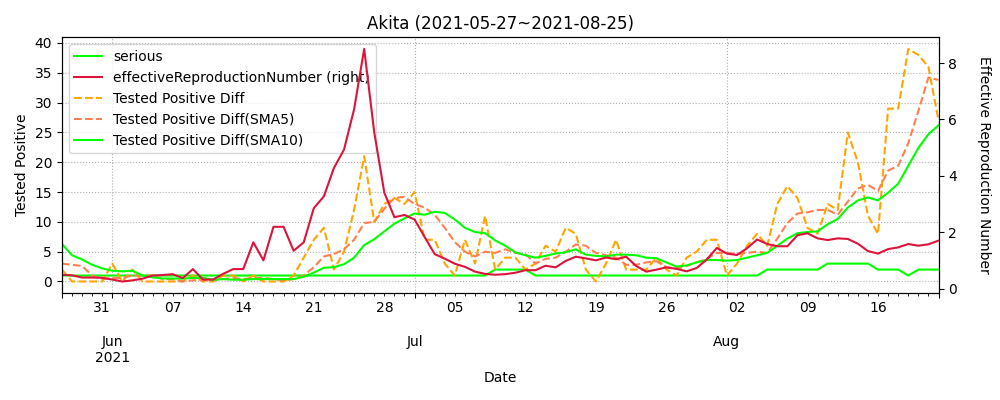 Akita (2021-05-27~2021-08-25)
serious
effectiveReproductionNumber (right)
Tested Positive Diff
Tested Positive Diff(SMA5)
Tested Positive Diff(SMA10)
Tested Positive
40
35
30
25
20
15
10
5
0
Effective Reproduction Number
8
6
4
2
0
31 07 14 21 28 05 12 19 26 02 09 16
Jun Jul Aug
2021
Date